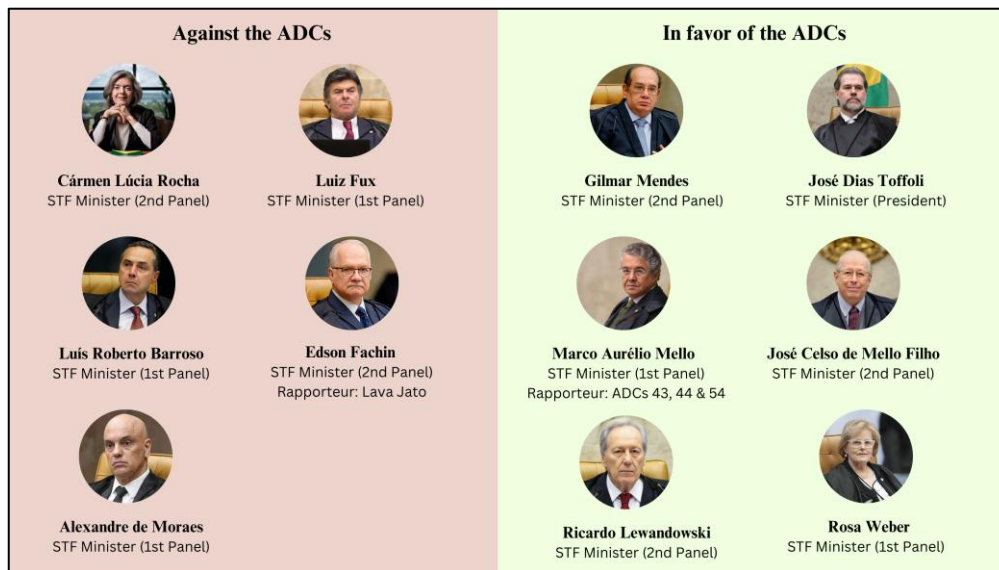 Against the ADCs
Cármen Lúcia Rocha
STF Minister (2nd Panel)
Luiz Fux
STF Minister (1st Panel)
Luís Roberto Barroso
STF Minister (1st Panel)
Edson Fachin
STF Minister (2nd Panel)
Rapporteur: Lava Jato
Alexandre de Moraes
STF Minister (1st Panel)
In favor of the ADCs
Gilmar Mendes
STF Minister (2nd Panel)
José Dias Toffoli
STF Minister (President)
Marco Aurélio Mello
STF Minister (1st Panel)
Rapporteur: ADCs 43, 44 & 54
José Celso de Mello Filho
STF Minister (2nd Panel)
Ricardo Lewandowski
STF Minister (2nd Panel)
Rosa Weber
STF Minister (1st Panel)